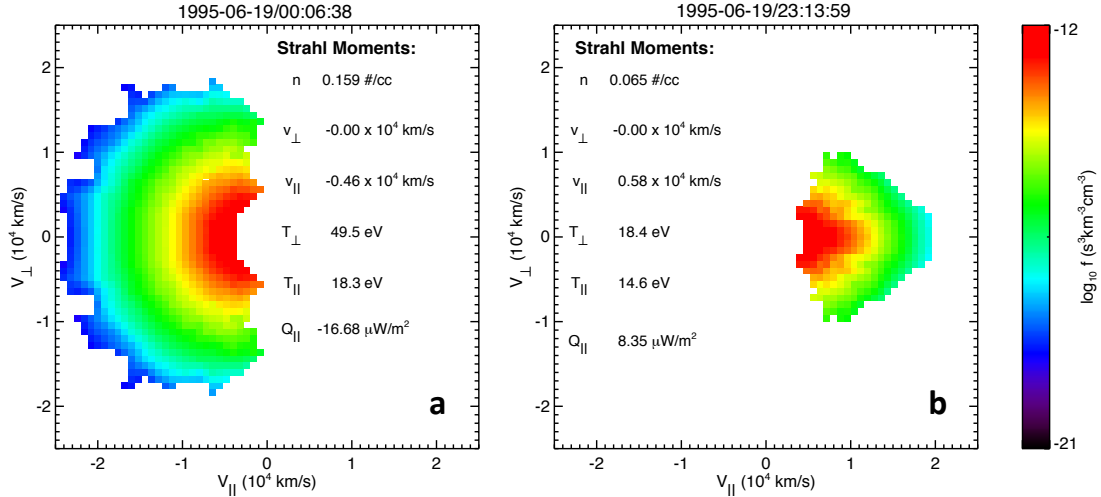 1995-06-19/00:06:38
Strahl Moments:
n 0.159 #/cc
v⊥ -0.00 x 10⁴ km/s
v|| -0.46 x 10⁴ km/s
T⊥ 49.5 eV
T|| 18.3 eV
Q|| -16.68 μW/m²
a
2
1
0
-1
-2
V⊥ (10⁴ km/s)
-2 -1 0 1 2
V|| (10⁴ km/s)
1995-06-19/23:13:59
Strahl Moments:
n 0.065 #/cc
v⊥ -0.00 x 10⁴ km/s
v|| 0.58 x 10⁴ km/s
T⊥ 18.4 eV
T|| 14.6 eV
Q|| 8.35 μW/m²
b
2
1
0
-1
-2
V⊥ (10⁴ km/s)
-2 -1 0 1 2
V|| (10⁴ km/s)
-12
-21
log₁₀ f (s³km⁻³cm⁻³)